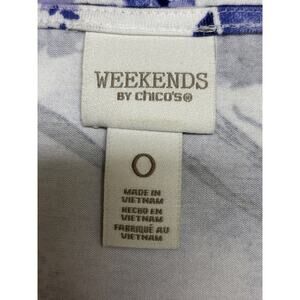 WEEKENDS
BY chico's®
0
MADE IN
VIETNAM
HECHO EN
VIETNAM
FABRIQUÉ AU
VIETNAM